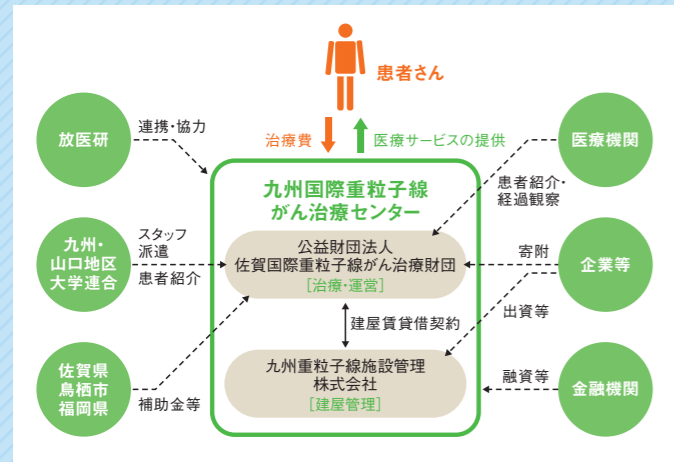 患者さん
治療費
医療サービスの提供
放医研
連携・協力
医療機関
患者紹介・
経過観察
九州国際重粒子線
がん治療センター
九州・
山口地区
大学連合
スタッフ
派遣
患者紹介
公益財団法人
佐賀国際重粒子線がん治療財団
[治療・運営]
寄附
企業等
出資等
建屋賃貸借契約
佐賀県
鳥栖市
福岡県
補助金等
九州重粒子線施設管理
株式会社
[建屋管理]
融資等
金融機関